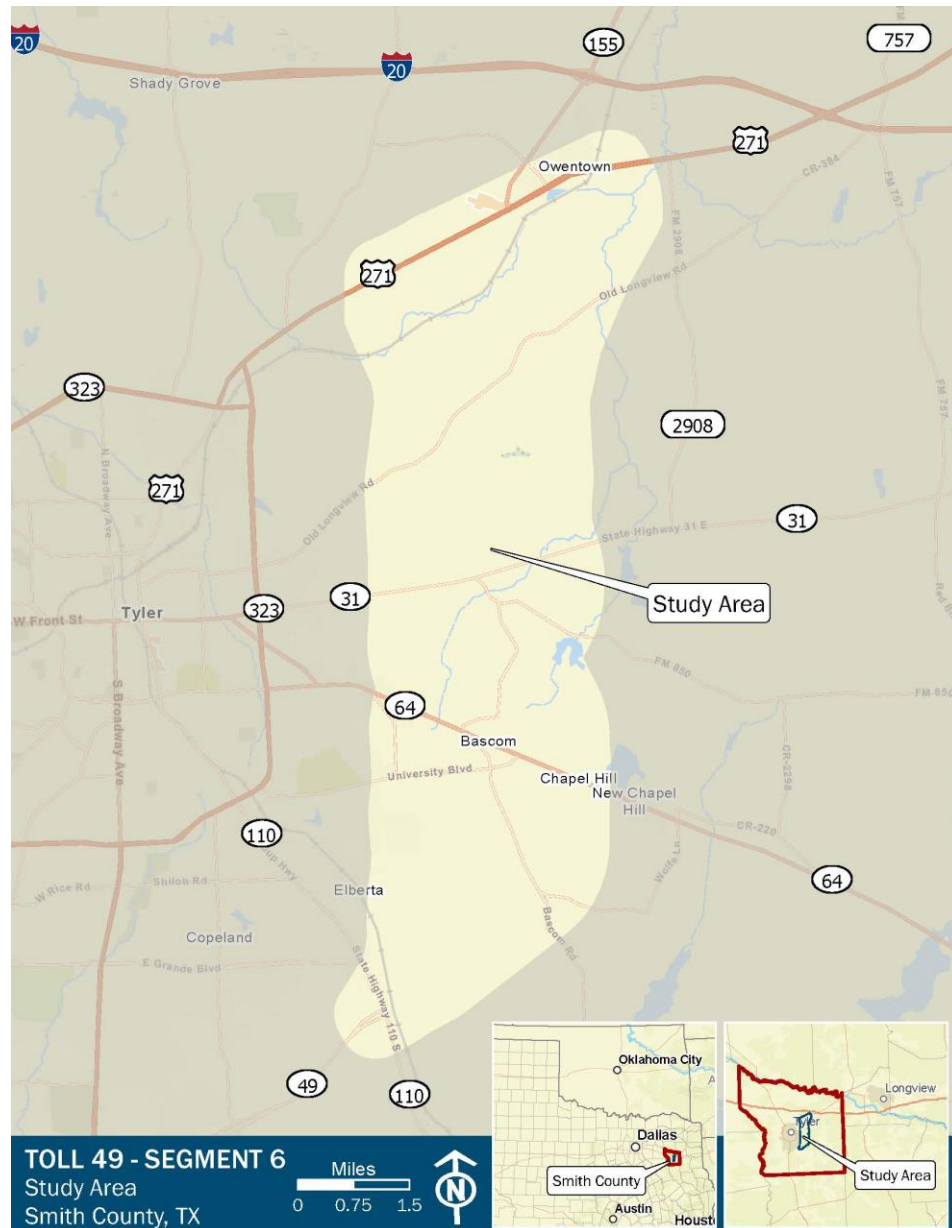 20
20
155
757
Shady Grove
271
Owentown
CR-384
FM 757
FM 2908
271
Old Longview Rd
323
N Broadway Ave
2908
271
FM 757
Old Longview Rd
31
State Highway 31 E
Study Area
31
323
Tyler
W Front St
FM 850
FM 850
64
S Broadway Ave
Bascom
CR-2298
University Blvd
Chapel Hill
New Chapel
Hill
110
CR-220
Wolfe Ln
64
W Rice Rd
Shiloh Rd
Elberta
Copeland
Bascom Rd
E Grande Blvd
State Highway 110 S
49
110
TOLL 49 - SEGMENT 6
Study Area
Smith County, TX
Miles
0 0.75 1.5
N
Oklahoma City
Dallas
Smith County
Austin
Houst
Longview
Tyler
Study Area